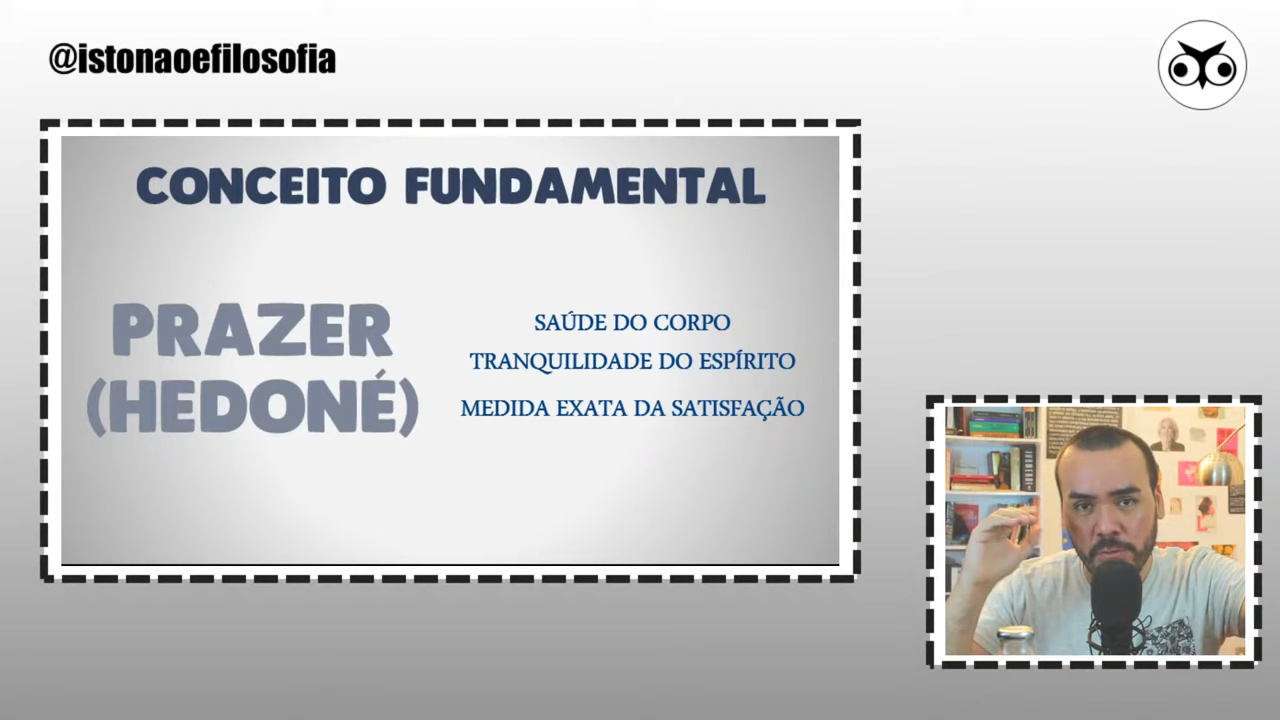 @istonaoefilosofia
CONCEITO FUNDAMENTAL
PRAZER
(HEDONÉ)
SAÚDE DO CORPO
TRANQUILIDADE DO ESPÍRITO
MEDIDA EXATA DA SATISFAÇÃO